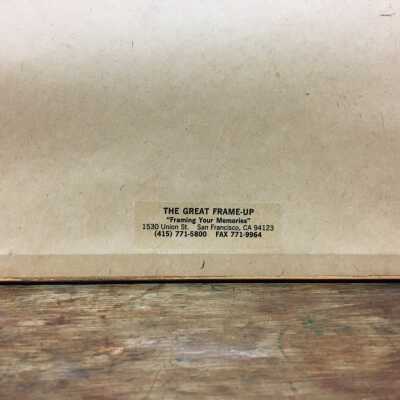 THE GREAT FRAME-UP
"Framing Your Memories"
1530 Union St. San Francisco, CA 94123
(415) 771-5800 FAX 771-9964